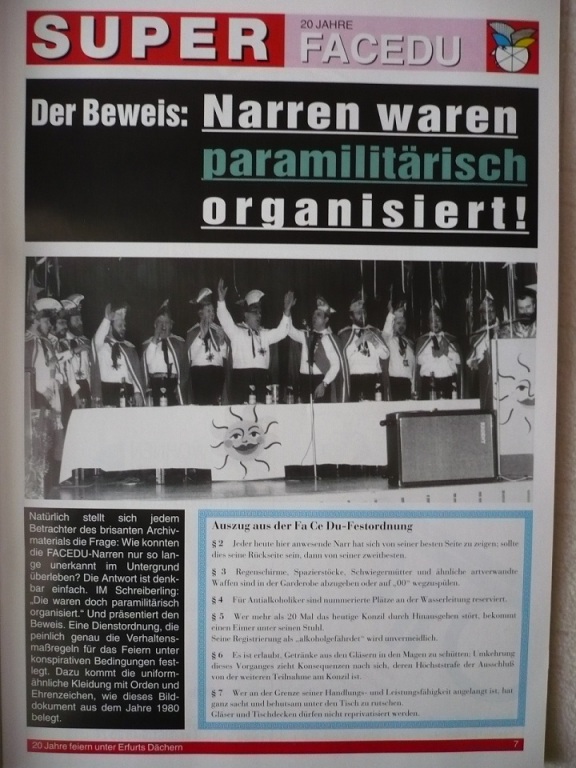 SUPER
20 JAHRE
FACEDU
Der Beweis: Narren waren
paramilitärisch
organisiert!
Natürlich stellt sich jedem
Betrachter des brisanten Archiv-
materials die Frage: Wie konnten
die FACEDU-Narren nur so lan-
ge unerkannt im Untergrund
überleben? Die Antwort ist denk-
bar einfach. IM Schreiberling:
„Die waren doch paramilitärisch
organisiert." Und präsentiert den
Beweis. Eine Dienstordnung, die
peinlich genau die Verhaltens-
maßregeln für das Feiern unter
konspirativen Bedingungen fest-
legt. Dazu kommt die uniform-
ähnliche Kleidung mit Orden und
Ehrenzeichen, wie dieses Bild-
dokument aus dem Jahre 1980
belegt.
Auszug aus der Fa Ce Du-Festordnung
§ 2 Jeder heute hier anwesende Narr hat sich von seiner besten Seite zu zeigen; sollte
dies seine Rückseite sein, dann von seiner zweitbesten.
§ 3 Regenschirme, Spazierstöcke, Schwiegermütter und ähnliche artverwandte
Waffen sind in der Garderobe abzugeben oder auf „00" wegzuspülen.
§ 4 Für Antialkoholiker sind nummerierte Plätze an der Wasserleitung reserviert.
§ 5 Wer mehr als 20 Mal das heutige Konzil durch Hinausgehen stört, bekommt
einen Eimer unter seinen Stuhl.
Seine Registrierung als „alkoholgefährdet" wird unvermeidlich.
§ 6 Es ist erlaubt, Getränke aus den Gläsern in den Magen zu schütten; Umkehrung
dieses Vorganges zieht Konsequenzen nach sich, deren Höchststrafe der Ausschluß
von der weiteren Teilnahme am Konzil ist.
§ 7 Wer an der Grenze seiner Handlungs- und Leistungsfähigkeit angelangt ist, hat
ganz sacht und behutsam unter den Tisch zu rutschen.
Gläser und Tischdecken dürfen nicht reprivatisiert werden.
20 Jahre feiern unter Erfurts Dächern
7